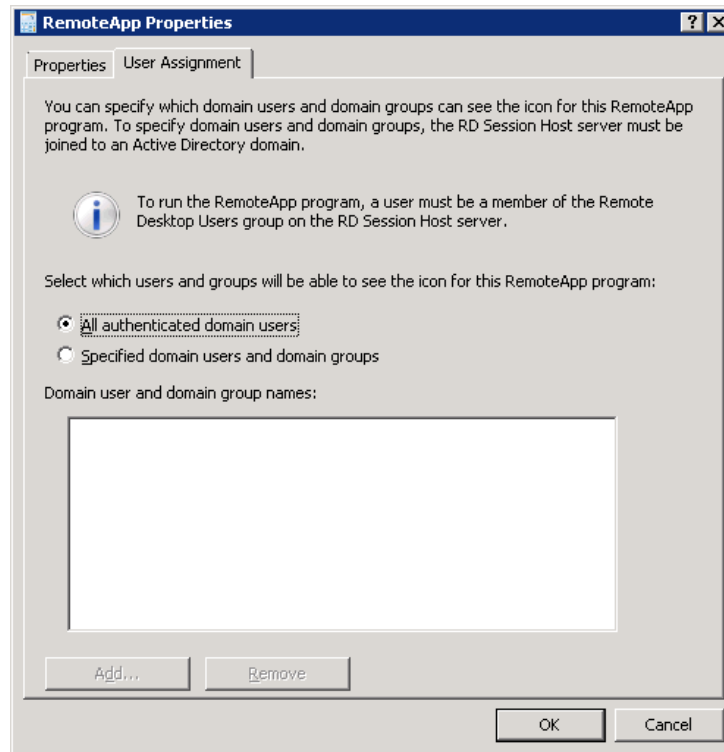 RemoteApp Properties
Properties
User Assignment
You can specify which domain users and domain groups can see the icon for this RemoteApp
program. To specify domain users and domain groups, the RD Session Host server must be
joined to an Active Directory domain.
To run the RemoteApp program, a user must be a member of the Remote
Desktop Users group on the RD Session Host server.
Select which users and groups will be able to see the icon for this RemoteApp program:
All authenticated domain users
Specified domain users and domain groups
Domain user and domain group names:
Add...
Remove
OK
Cancel